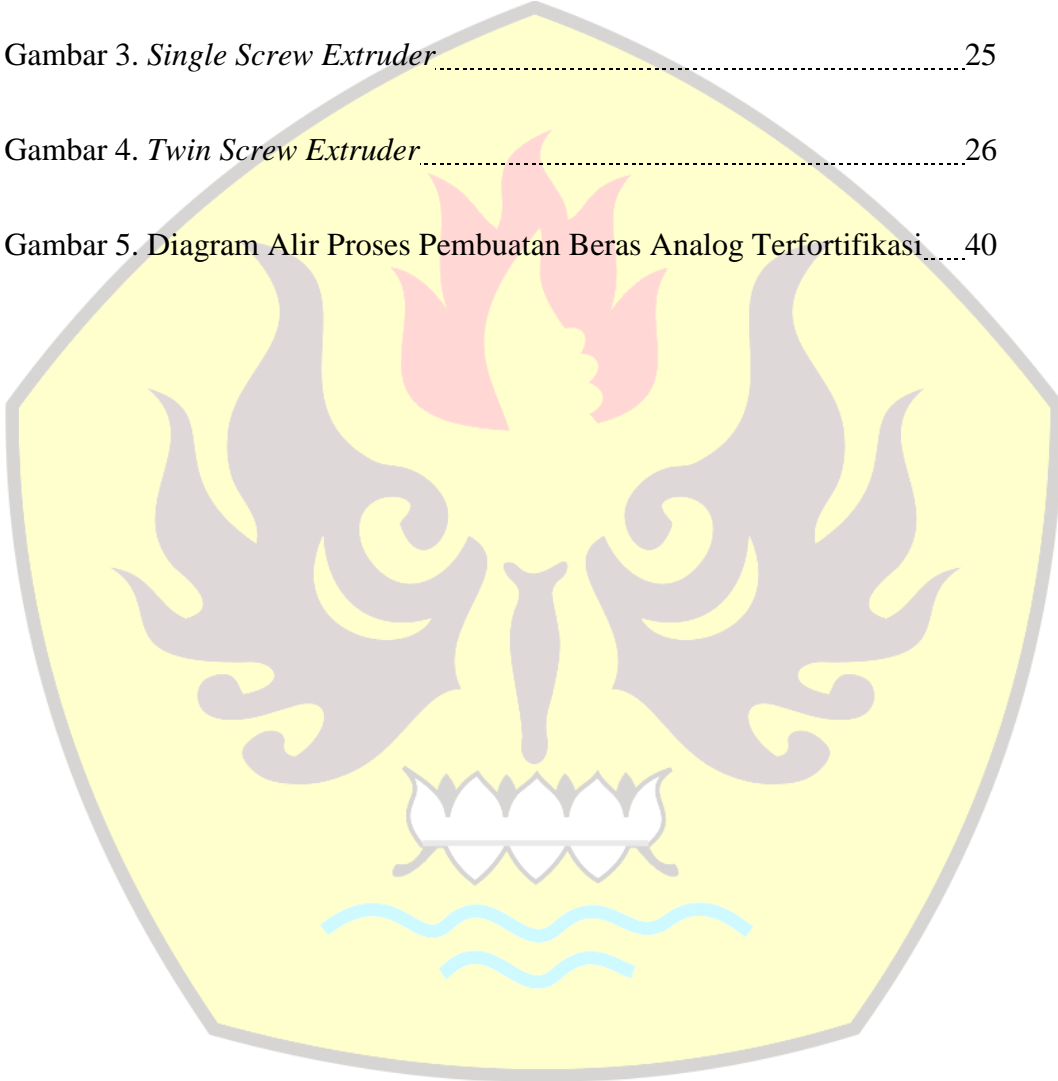 Gambar 3. Single Screw Extruder 25
Gambar 4. Twin Screw Extruder 26
Gambar 5. Diagram Alir Proses Pembuatan Beras Analog Terfortifikasi 40